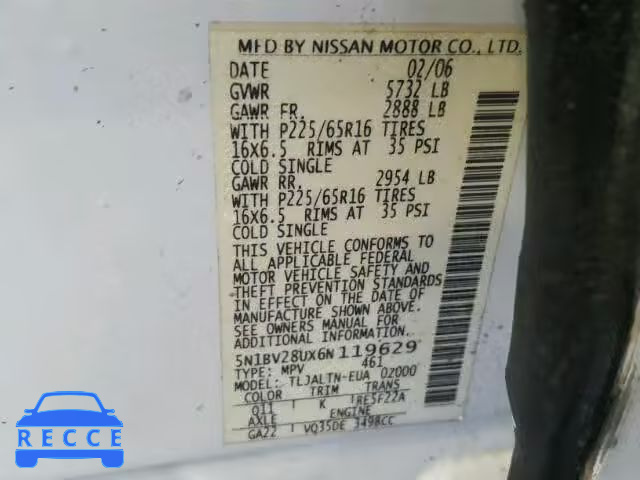 MFD BY NISSAN MOTOR CO., LTD.
DATE 02/06
GVWR 5732 LB
GAWR FR. 2888 LB
WITH P225/65R16 TIRES
16X6.5 RIMS AT 35 PSI
COLD SINGLE
GAWR RR. 2954 LB
WITH P225/65R16 TIRES
16X6.5 RIMS AT 35 PSI
COLD SINGLE
THIS VEHICLE CONFORMS TO
ALL APPLICABLE FEDERAL
MOTOR VEHICLE SAFETY AND
THEFT PREVENTION STANDARDS
IN EFFECT ON THE DATE OF
MANUFACTURE SHOWN ABOVE.
SEE OWNERS MANUAL FOR
ADDITIONAL INFORMATION.
5N1BV28UX6N119629
TYPE: MPV 461
MODEL: TLJALTN-EUA 02000
COLOR TRIM TRANS
Q11 K RE5F22A
AXLE ENGINE
GA22 VQ35DE 3498CC
RECCE